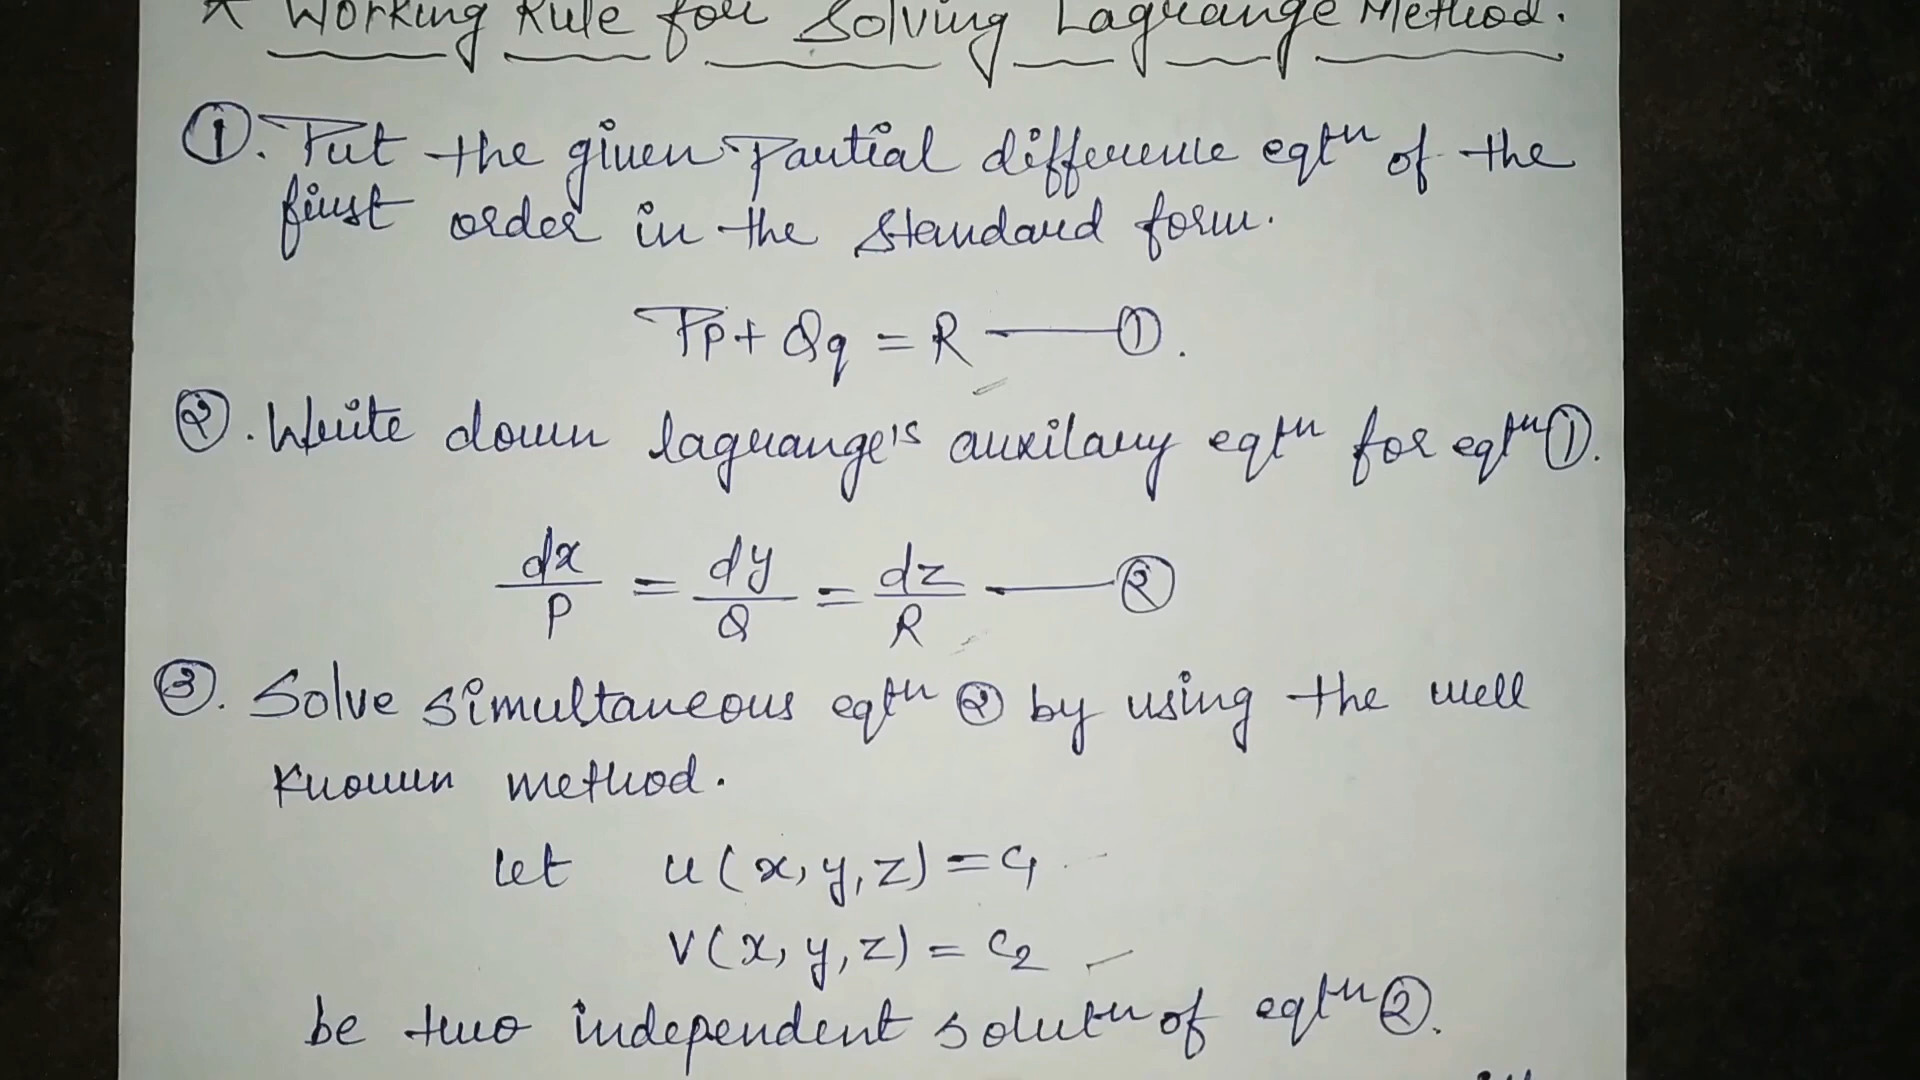 * Working Rule for Solving Lagrange Method.
①. Put the given Partial difference eqtn of the
first order in the standard form.
Pp + Qq = R —— ①.
②. Write down lagrange's auxilary eqtn for eqtn ①.
dx/P = dy/Q = dz/R —— ②
③. Solve simultaneous eqtn ② by using the well
known method.
let u(x, y, z) = c1
v(x, y, z) = c2
be two independent solutn of eqtn ②.